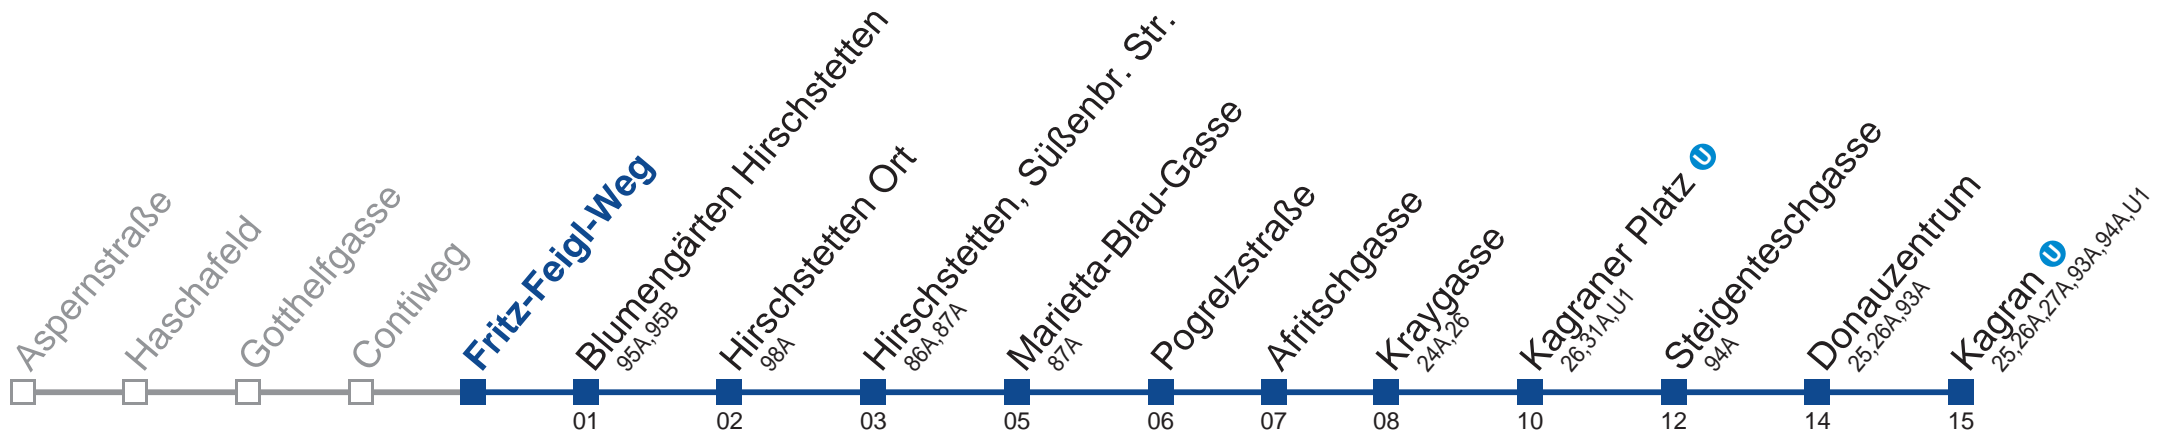 Aspernstraße
Haschafeld
Gotthelfgasse
Contiweg
Fritz-Feigl-Weg
Blumengärten Hirschstetten
95A,95B
01
Hirschstetten Ort
98A
02
Hirschstetten, Süßenbr. Str.
86A,87A
03
Marietta-Blau-Gasse
87A
05
Pogrelzstraße
06
Afritschgasse
07
Kraygasse
24A,26
08
Kagraner Platz U
26,31A,U1
10
Steigenteschgasse
94A
12
Donauzentrum
25,26A,93A
14
Kagran U
25,26A,27A,93A,94A,U1
15